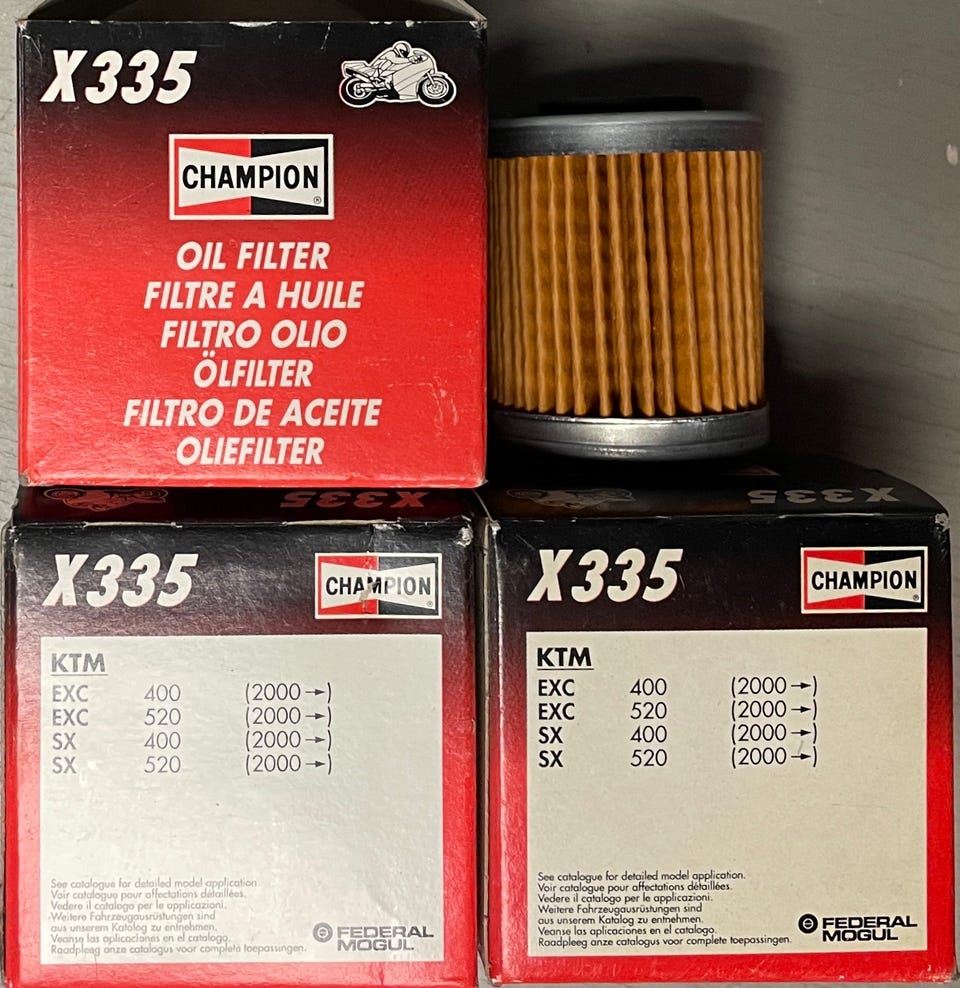 X335
CHAMPION®
OIL FILTER
FILTRE A HUILE
FILTRO OLIO
ÖLFILTER
FILTRO DE ACEITE
OLIEFILTER
X335
X335
X335
CHAMPION®
KTM
EXC 400 (2000→)
EXC 520 (2000→)
SX 400 (2000→)
SX 520 (2000→)
See catalogue for detailed model application.
Voir catalogue pour affectations détaillées.
Vedere il catalogo per le applicazioni.
Weitere Fahrzeugausrüstungen sind
aus unserem Katalog zu entnehmen.
Veanse las aplicaciones en el catalogo.
Raadpleeg anze catalogus voor complete toepassingen.
FEDERAL
MOGUL
X335
CHAMPION®
KTM
EXC 400 (2000→)
EXC 520 (2000→)
SX 400 (2000→)
SX 520 (2000→)
See catalogue for detailed model application.
Voir catalogue pour affectations détaillées.
Vedere il catalogo per le applicazioni.
Weitere Fahrzeugausrüstungen sind
aus unserem Katalog zu entnehmen.
Veanse las aplicaciones en el catalogo.
Raadpleeg anze catalogus voor complete toepassingen.
FEDERAL
MOGUL